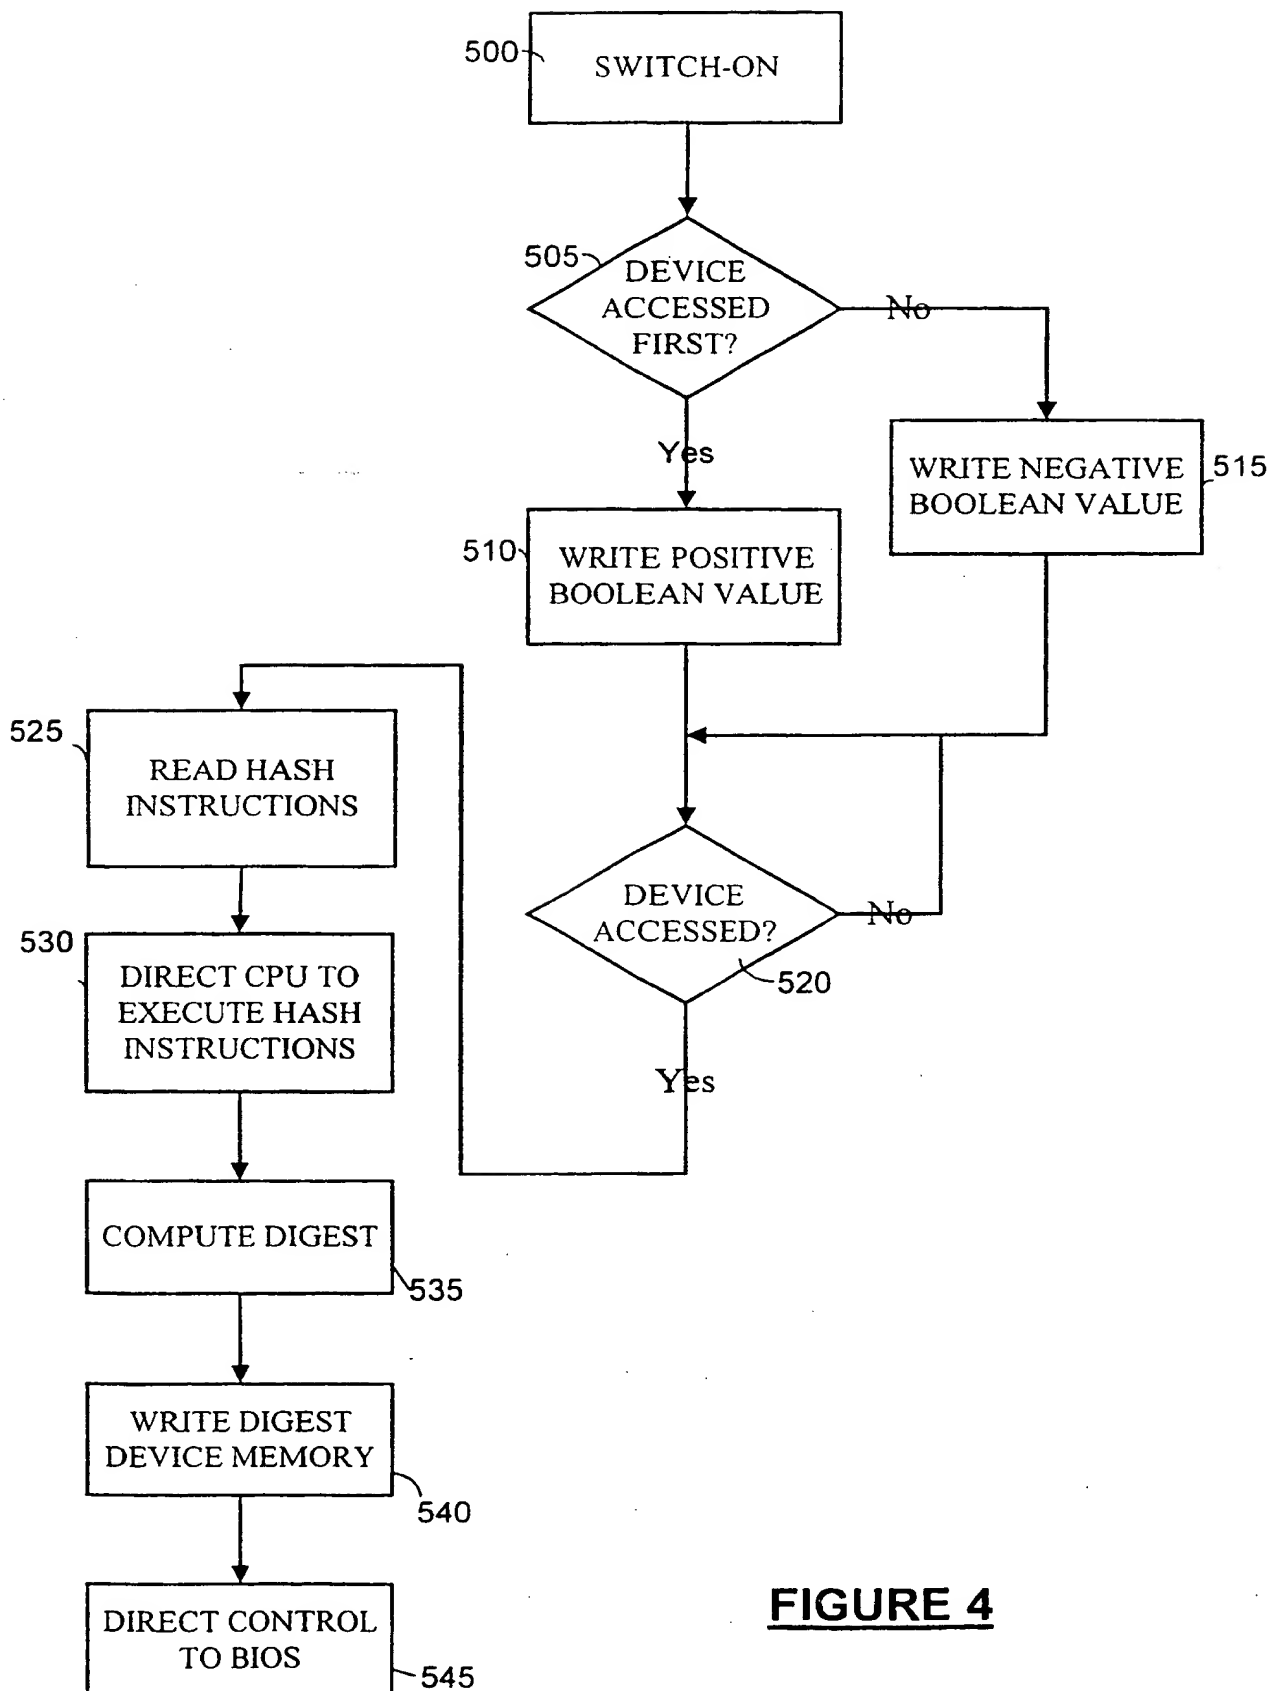 500
SWITCH-ON
505
DEVICE
ACCESSED
FIRST?
No
Yes
WRITE NEGATIVE
BOOLEAN VALUE
515
510
WRITE POSITIVE
BOOLEAN VALUE
525
READ HASH
INSTRUCTIONS
DEVICE
ACCESSED?
No
520
530
DIRECT CPU TO
EXECUTE HASH
INSTRUCTIONS
Yes
COMPUTE DIGEST
535
WRITE DIGEST
DEVICE MEMORY
540
DIRECT CONTROL
TO BIOS
545
FIGURE 4